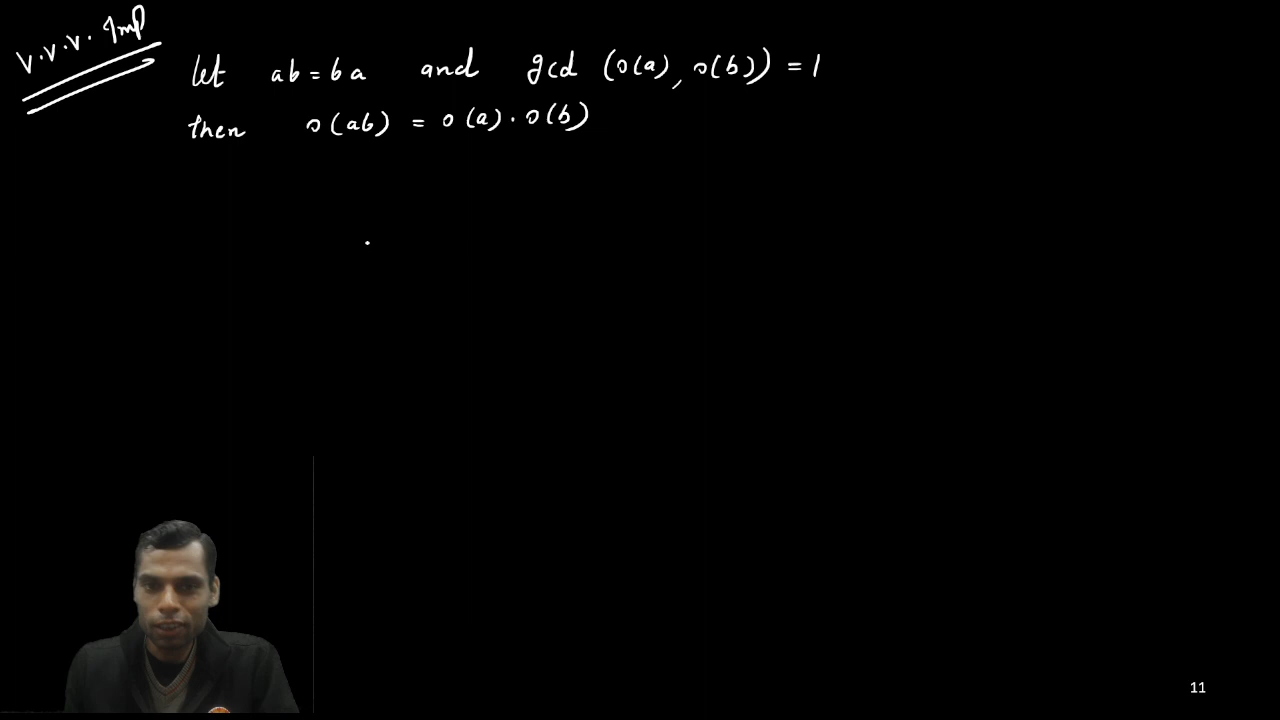 V.V.V. Imp
let ab = ba and gcd (o(a), o(b)) = 1
then o(ab) = o(a) . o(b)
11